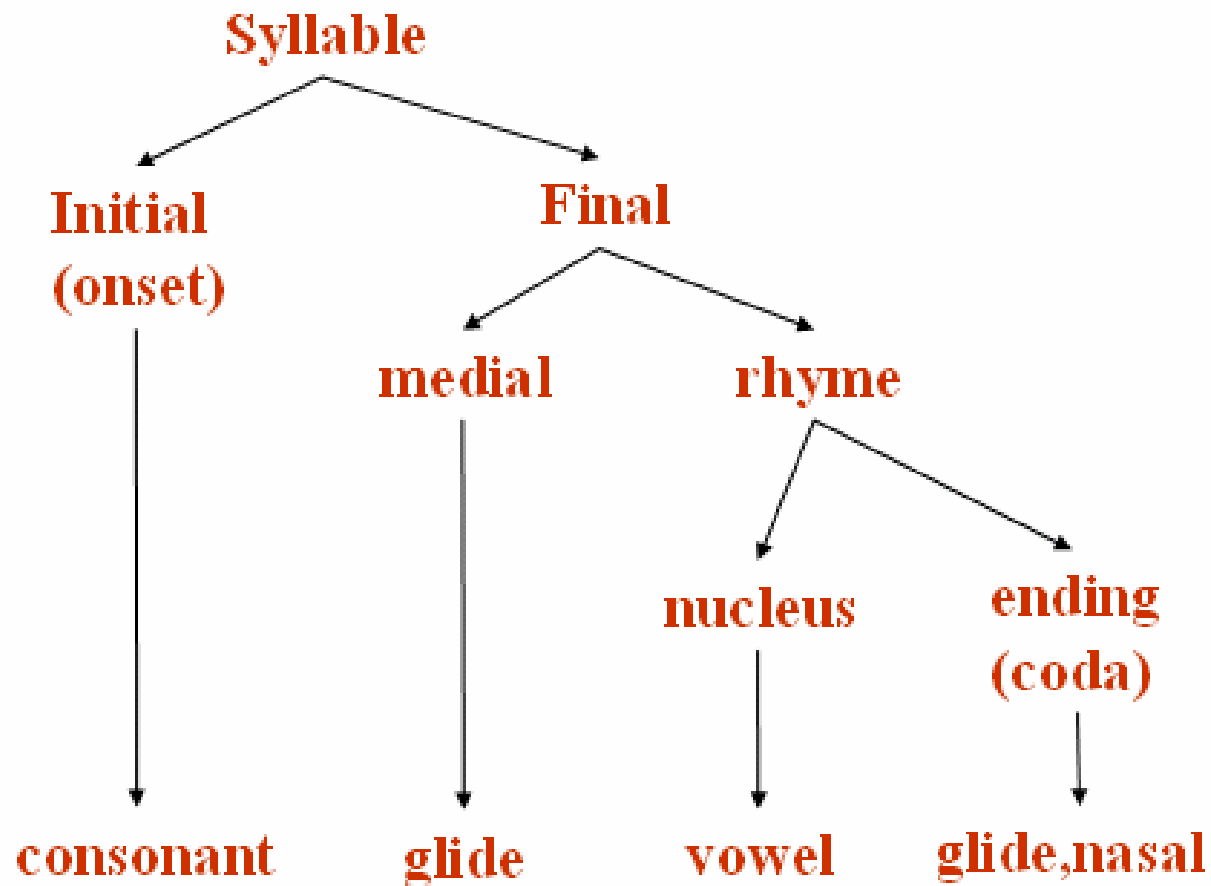 Syllable
Initial
(onset)
Final
medial
rhyme
nucleus
ending
(coda)
consonant
glide
vowel
glide,nasal